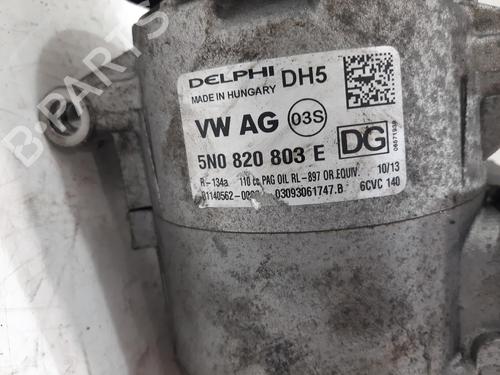 DELPHI DH5
MADE IN HUNGARY
VW AG 03S
5N0 820 803 E DG
R-134a 110 cc PAG OIL RL-897 OR EQUIV. 10/13
03093061747.B 6CVC 140
B-PARTS